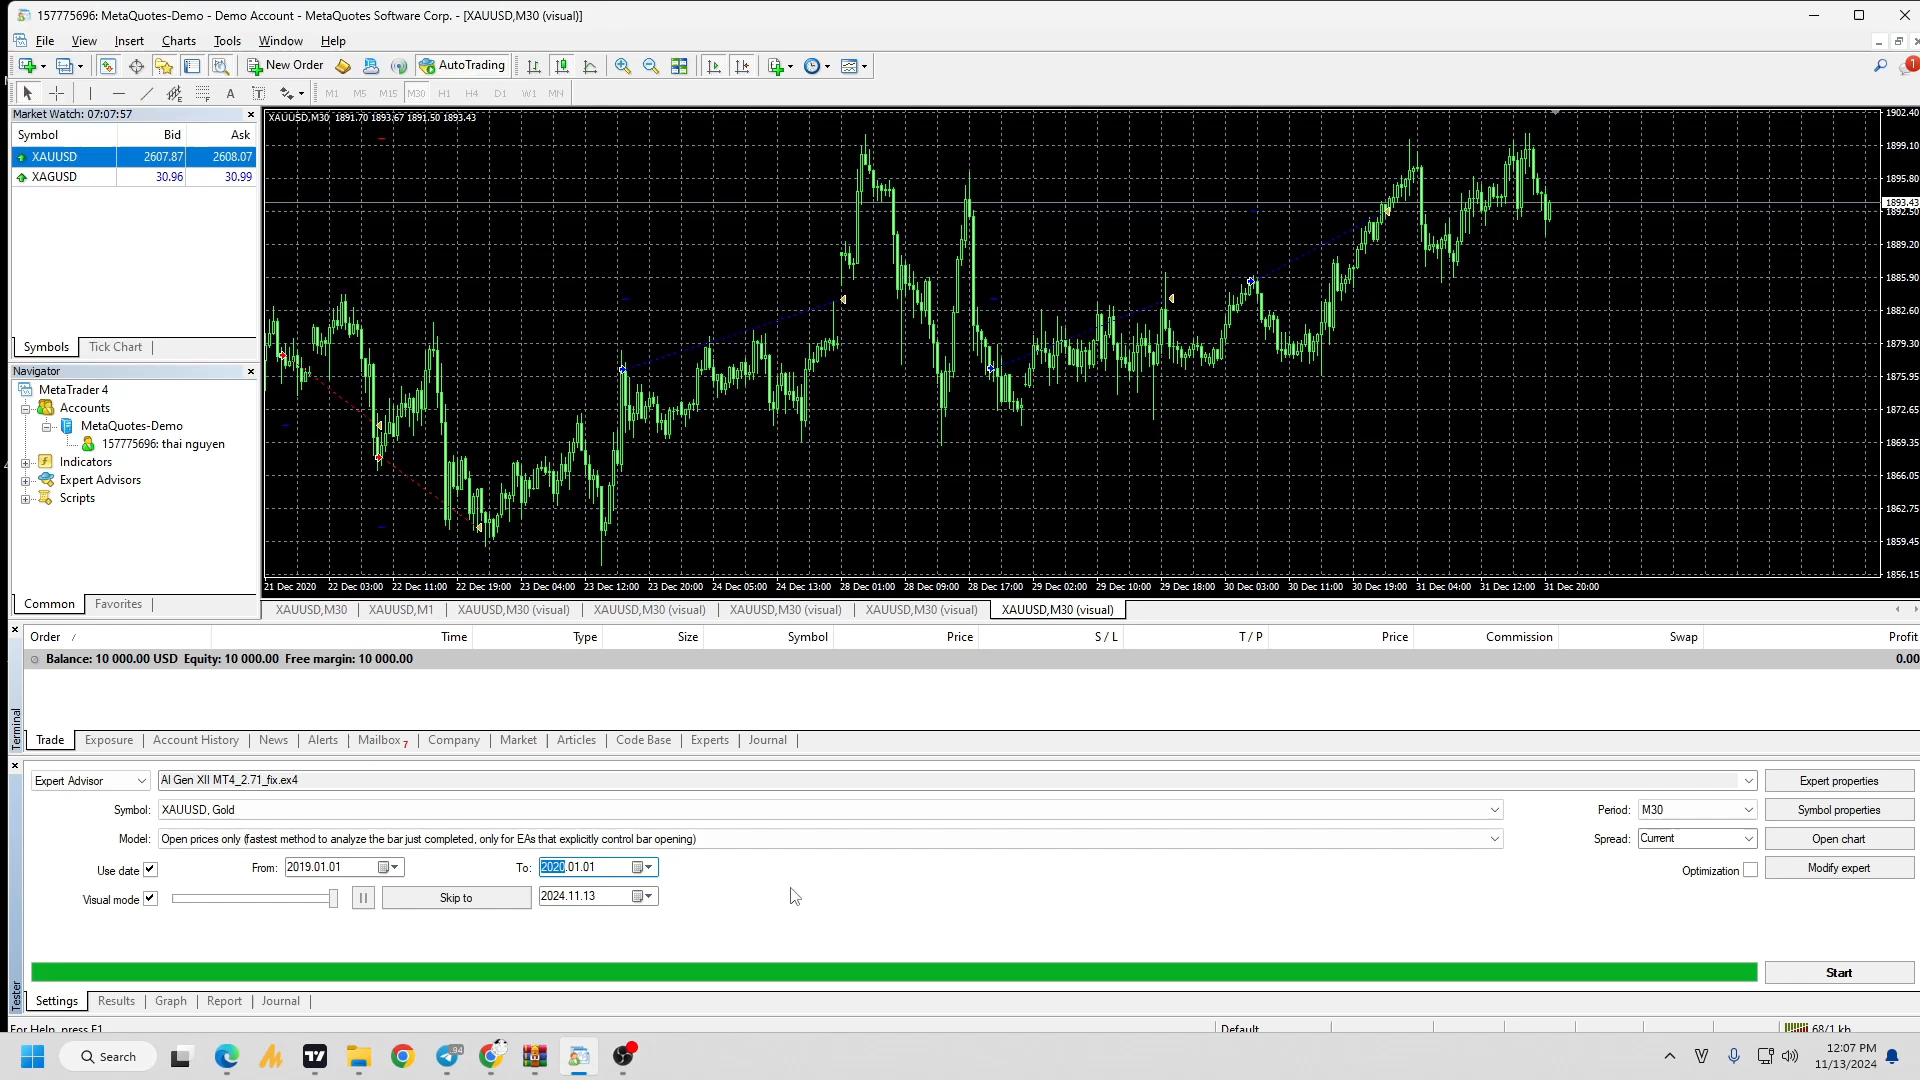 157775696: MetaQuotes-Demo - Demo Account - MetaQuotes Software Corp. - [XAUUSD,M30 (visual)]
File View Insert Charts Tools Window Help
New Order AutoTrading 1
A T M1 M5 M15 M30 H1 H4 D1 W1 MN
Market Watch: 07:07:57
Symbol Bid Ask
XAUUSD 2607.87 2608.07
XAGUSD 30.96 30.99
Symbols Tick Chart
Navigator
MetaTrader 4
Accounts
MetaQuotes-Demo
157775696: thai nguyen
Indicators
Expert Advisors
Scripts
Common Favorites
XAUUSD,M30 1891.70 1893.67 1891.50 1893.43
1902.40
1899.10
1895.80
1893.43
1892.50
1889.20
1885.90
1882.60
1879.30
1875.95
1872.65
1869.35
1866.05
1862.75
1859.45
1856.15
21 Dec 2020 22 Dec 03:00 22 Dec 11:00 22 Dec 19:00 23 Dec 04:00 23 Dec 12:00 23 Dec 20:00 24 Dec 05:00 24 Dec 13:00 28 Dec 01:00 28 Dec 09:00 28 Dec 17:00 29 Dec 02:00 29 Dec 10:00 29 Dec 18:00 30 Dec 03:00 30 Dec 11:00 30 Dec 19:00 31 Dec 04:00 31 Dec 12:00 31 Dec 20:00
XAUUSD,M30 XAUUSD,M1 XAUUSD,M30 (visual) XAUUSD,M30 (visual) XAUUSD,M30 (visual) XAUUSD,M30 (visual) XAUUSD,M30 (visual)
Order / Time Type Size Symbol Price S / L T / P Price Commission Swap Profit
Balance: 10 000.00 USD Equity: 10 000.00 Free margin: 10 000.00 0.00
Terminal
Trade Exposure Account History News Alerts Mailbox 7 Company Market Articles Code Base Experts Journal
Expert Advisor AI Gen XII MT4_2.71_fix.ex4 Expert properties
Symbol: XAUUSD, Gold Period: M30 Symbol properties
Model: Open prices only (fastest method to analyze the bar just completed, only for EAs that explicitly control bar opening) Spread: Current Open chart
Use date From: 2019.01.01 To: 2020.01.01 Optimization Modify expert
Visual mode Skip to 2024.11.13
Start
Tester
Settings Results Graph Report Journal
For Help, press F1 Default 68/1 kb
Search 94 12:07 PM
11/13/2024